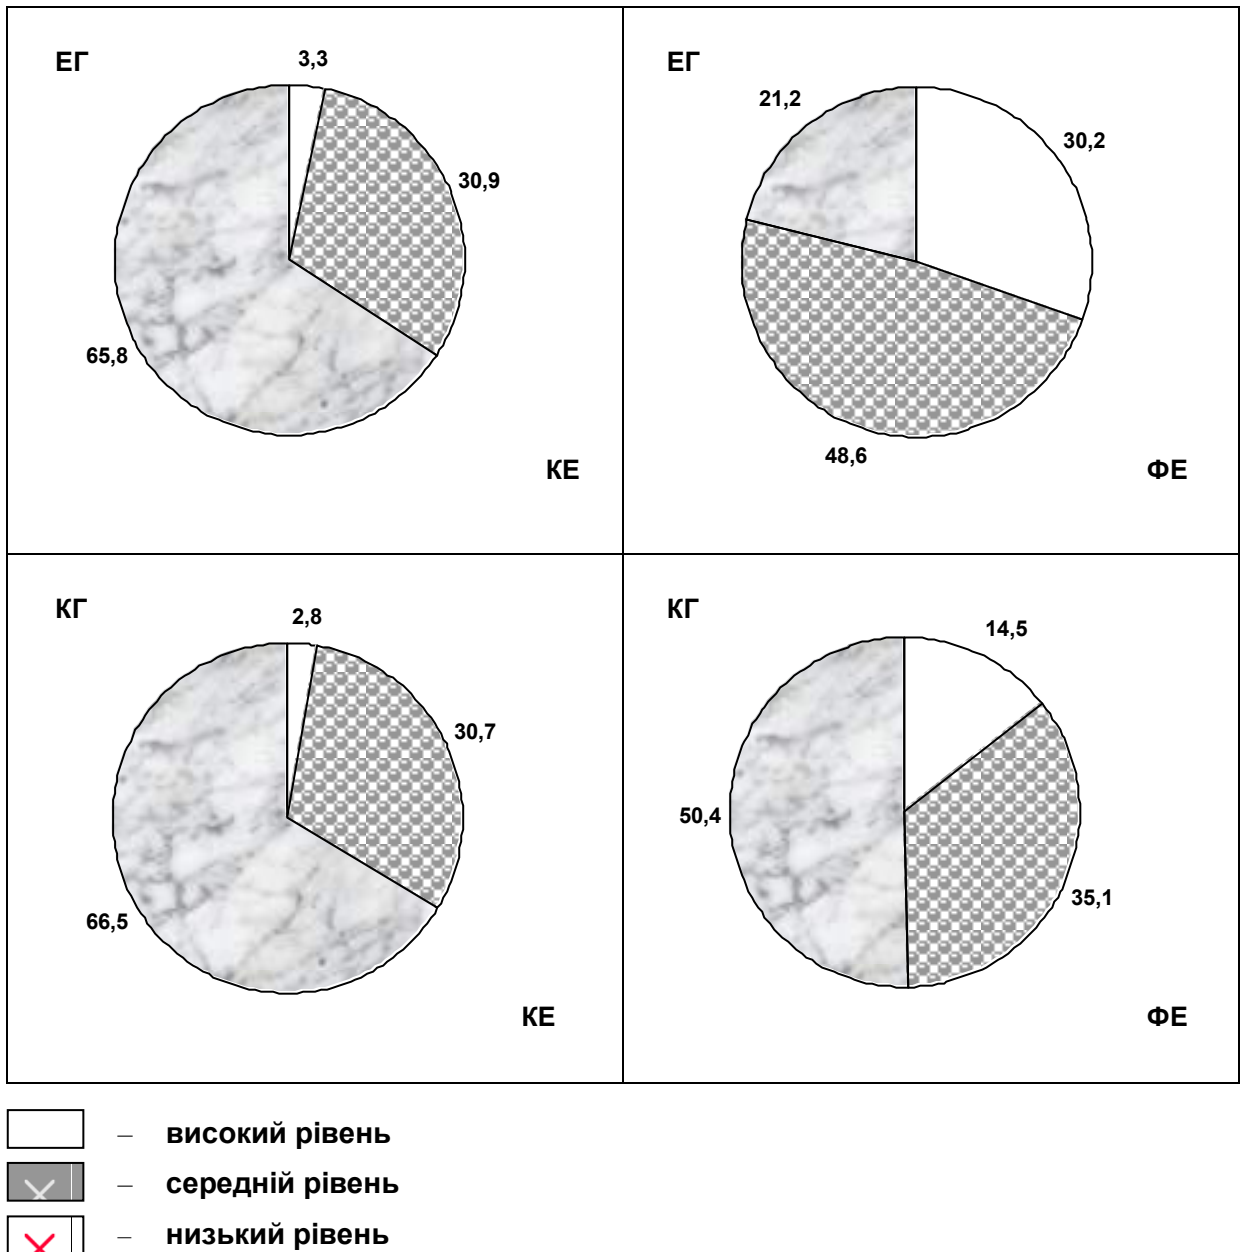 ЕГ
3,3
30,9
65,8
КЕ
ЕГ
21,2
30,2
48,6
ФЕ
КГ
2,8
30,7
66,5
КЕ
КГ
14,5
50,4
35,1
ФЕ
– високий рівень
– середній рівень
– низький рівень